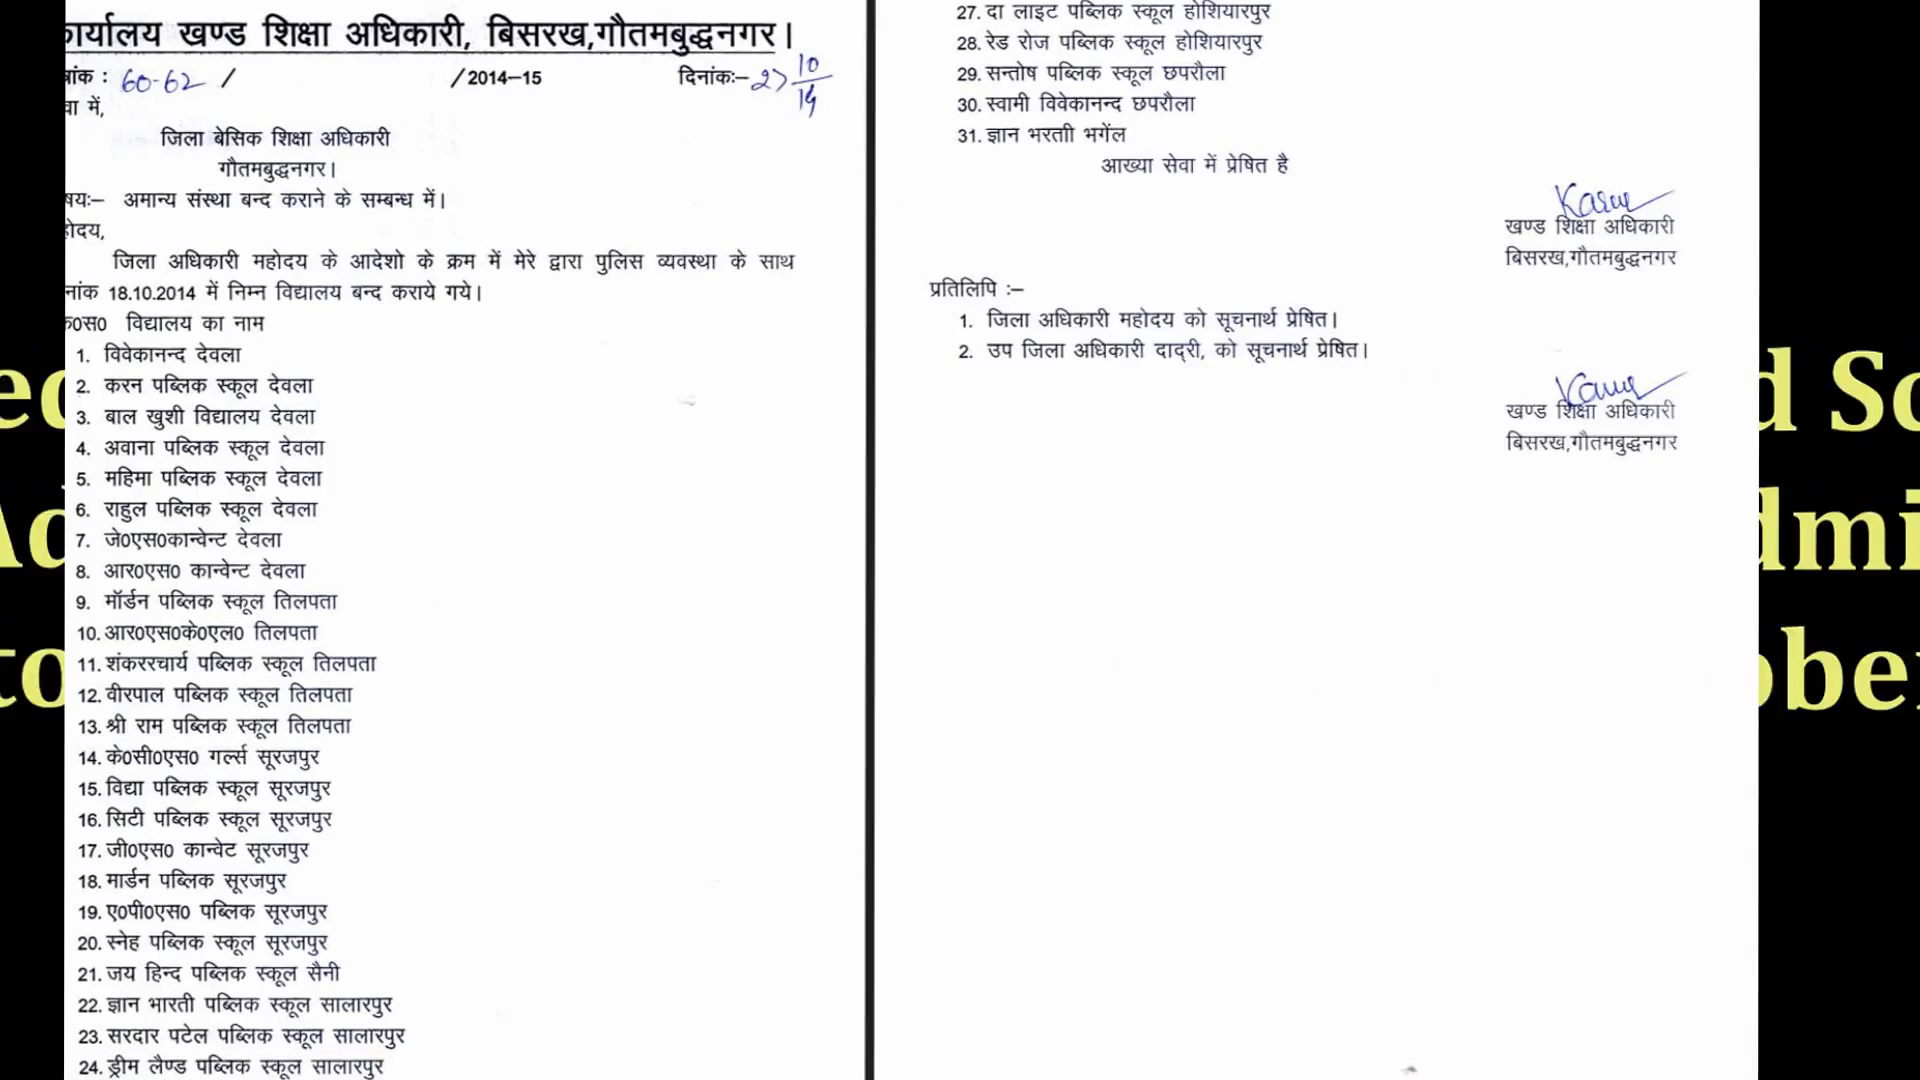 कार्यालय खण्ड शिक्षा अधिकारी, बिसरख,गौतमबुद्धनगर।
60-62 / /2014–15 दिनांकः– 27 10/14
जिला बेसिक शिक्षा अधिकारी
गौतमबुद्धनगर।
अमान्य संस्था बन्द कराने के सम्बन्ध में।
जिला अधिकारी महोदय के आदेशो के क्रम में मेरे द्वारा पुलिस व्यवस्था के साथ
18.10.2014 में निम्न विद्यालय बन्द कराये गये।
विद्यालय का नाम
1. विवेकानन्द देवला
2. करन पब्लिक स्कूल देवला
3. बाल खुशी विद्यालय देवला
4. अवाना पब्लिक स्कूल देवला
5. महिमा पब्लिक स्कूल देवला
6. राहुल पब्लिक स्कूल देवला
7. जे0एस0कान्वेन्ट देवला
8. आर0एस0 कान्वेन्ट देवला
9. मॉर्डन पब्लिक स्कूल तिलपता
10. आर0एस0के0एल0 तिलपता
11. शंकररचार्य पब्लिक स्कूल तिलपता
12. वीरपाल पब्लिक स्कूल तिलपता
13. श्री राम पब्लिक स्कूल तिलपता
14. के0सी0एस0 गर्ल्स सूरजपुर
15. विद्या पब्लिक स्कूल सूरजपुर
16. सिटी पब्लिक स्कूल सूरजपुर
17. जी0एस0 कान्वेट सूरजपुर
18. मार्डन पब्लिक सूरजपुर
19. ए0पी0एस0 पब्लिक सूरजपुर
20. स्नेह पब्लिक स्कूल सूरजपुर
21. जय हिन्द पब्लिक स्कूल सैनी
22. ज्ञान भारती पब्लिक स्कूल सालारपुर
23. सरदार पटेल पब्लिक स्कूल सालारपुर
24. ड्रीम लैण्ड पब्लिक स्कूल सालारपुर
27. दा लाइट पब्लिक स्कूल होशियारपुर
28. रेड रोज पब्लिक स्कूल होशियारपुर
29. सन्तोष पब्लिक स्कूल छपरौला
30. स्वामी विवेकानन्द छपरौला
31. ज्ञान भरताी भगेंल
आख्या सेवा में प्रेषित है
खण्ड शिक्षा अधिकारी
बिसरख,गौतमबुद्धनगर
प्रतिलिपि :–
1. जिला अधिकारी महोदय को सूचनार्थ प्रेषित।
2. उप जिला अधिकारी दाद्री, को सूचनार्थ प्रेषित।
खण्ड शिक्षा अधिकारी
बिसरख,गौतमबुद्धनगर